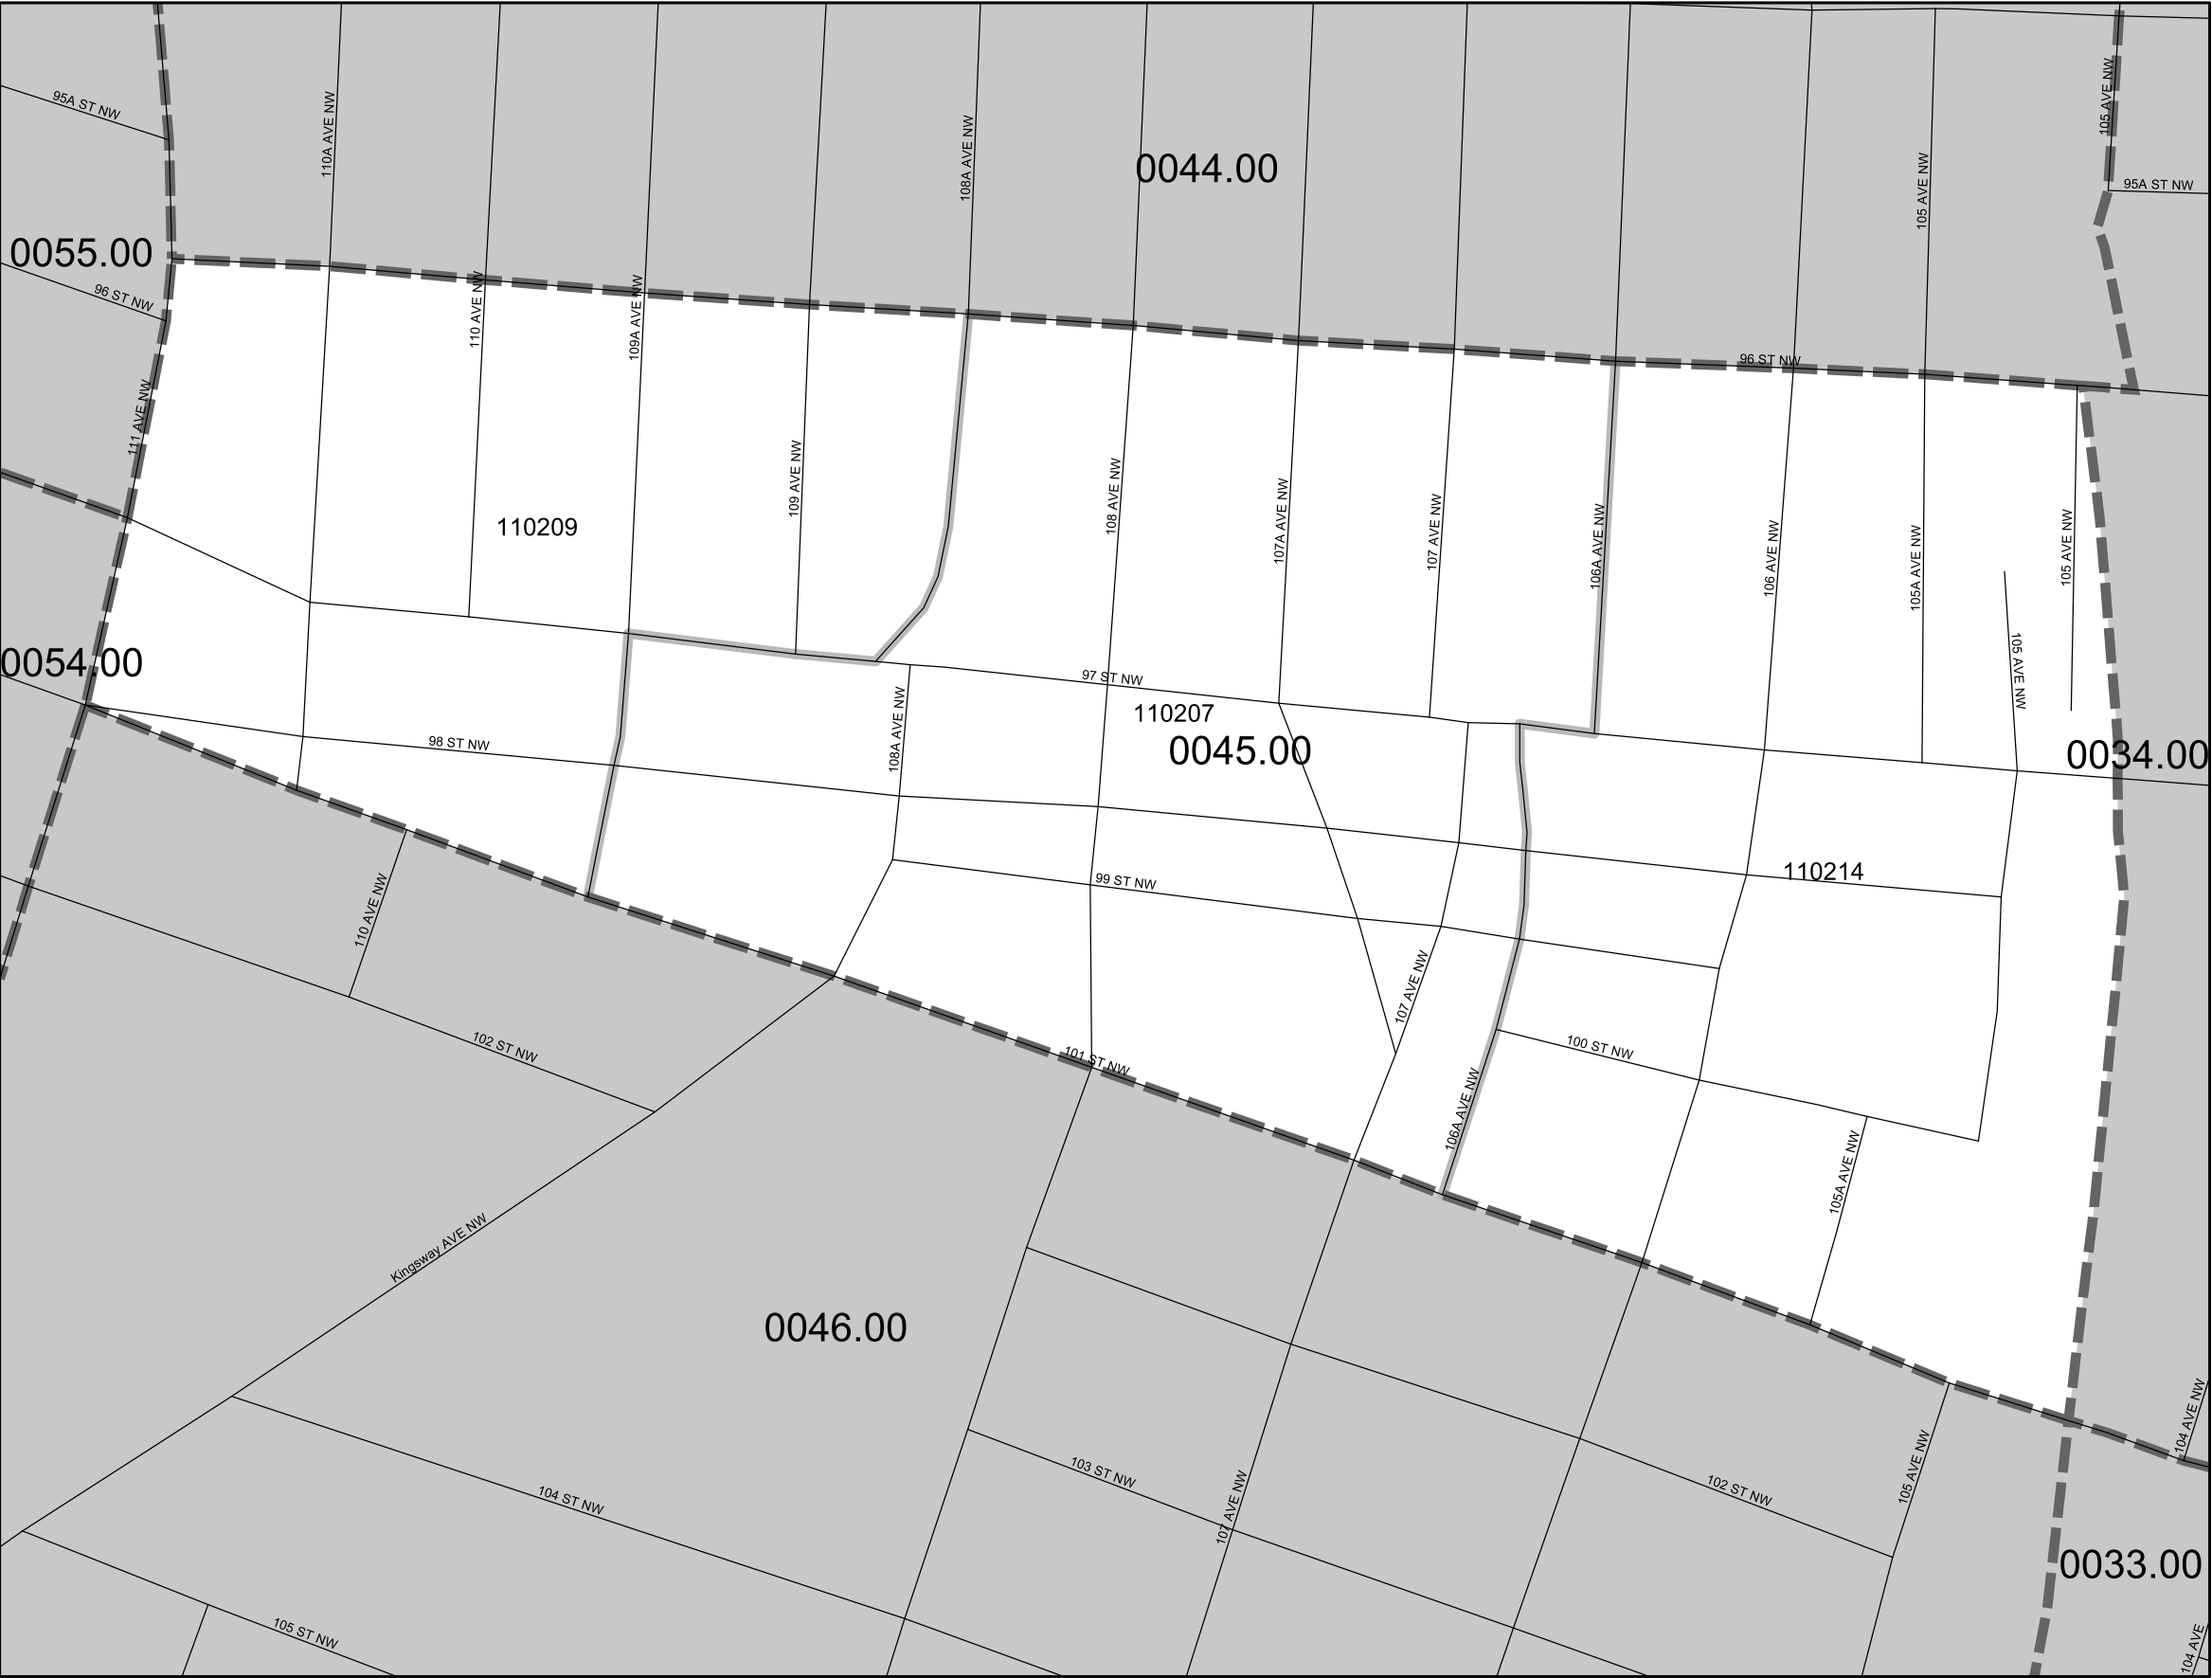 95A ST NW
110A AVE NW
108A AVE NW
0044.00
105 AVE NW
105 AVE NW
95A ST NW
0055.00
96 ST NW
110 AVE NW
109A AVE NW
96 ST NW
111 AVE NW
110209
109 AVE NW
108 AVE NW
107A AVE NW
107 AVE NW
106A AVE NW
106 AVE NW
105A AVE NW
105 AVE NW
105 AVE NW
0054.00
97 ST NW
108A AVE NW
110207
0045.00
0034.00
98 ST NW
99 ST NW
110214
110 AVE NW
107 AVE NW
102 ST NW
101 ST NW
100 ST NW
106A AVE NW
105A AVE NW
Kingsway AVE NW
0046.00
104 AVE NW
104 ST NW
103 ST NW
107 AVE NW
102 ST NW
105 AVE NW
0033.00
105 ST NW
104 AVE